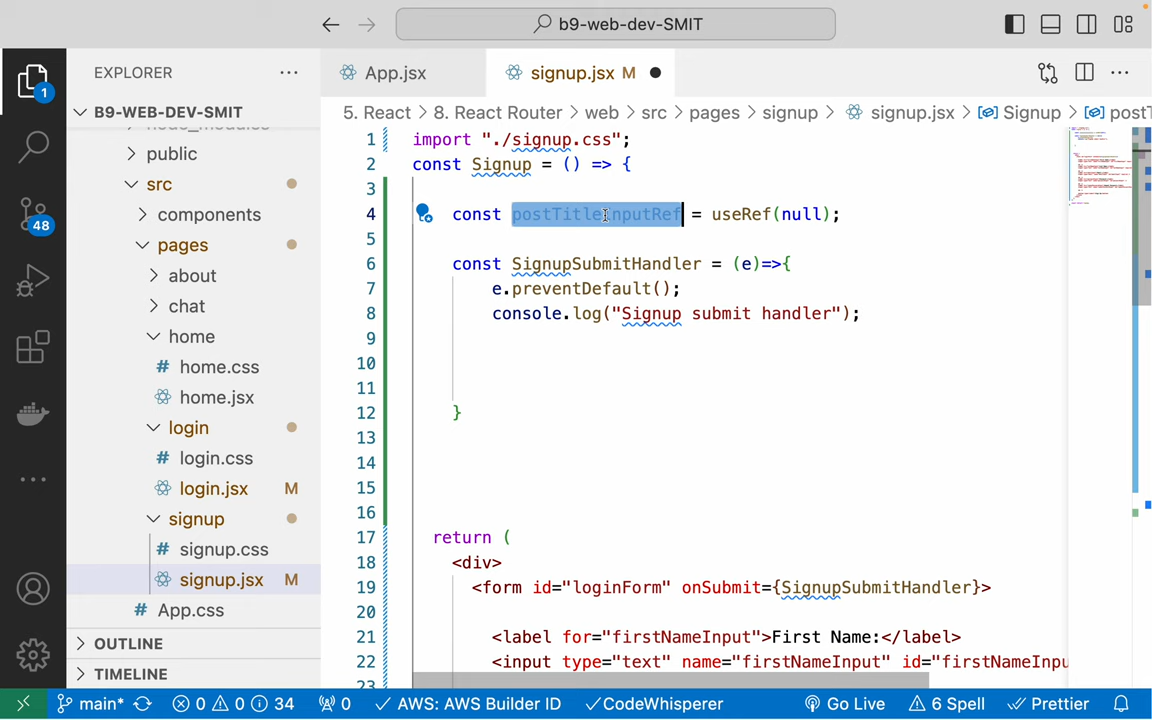 b9-web-dev-SMIT
EXPLORER
App.jsx
signup.jsx M
B9-WEB-DEV-SMIT
5. React > 8. React Router > web > src > pages > signup > signup.jsx > Signup > postT
node_modules
public
src
components
pages
about
chat
home
home.css
home.jsx
login
login.css
login.jsx M
signup
signup.css
signup.jsx M
App.css
OUTLINE
TIMELINE
1
48
1 import "./signup.css";
2 const Signup = () => {
3
4 const postTitleInputRef = useRef(null);
5
6 const SignupSubmitHandler = (e)=>{
7 e.preventDefault();
8 console.log("Signup submit handler");
9
10
11
12 }
13
14
15
16
17 return (
18 <div>
19 <form id="loginForm" onSubmit={SignupSubmitHandler}>
20
21 <label for="firstNameInput">First Name:</label>
22 <input type="text" name="firstNameInput" id="firstNameInpu
23
main* 0 0 34 0 AWS: AWS Builder ID CodeWhisperer Go Live 6 Spell Prettier